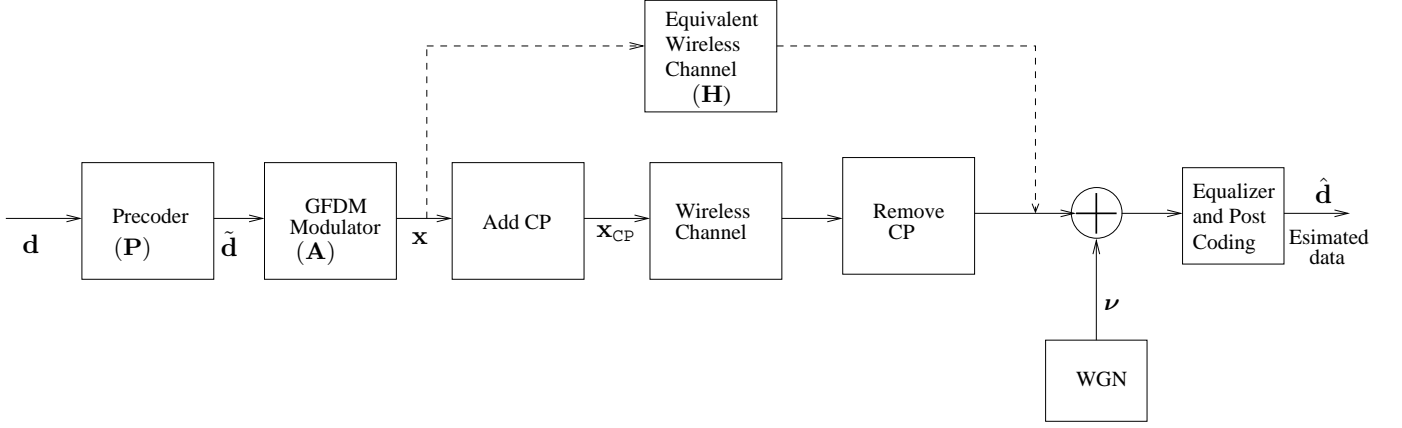 Equivalent
Wireless
Channel
(H)
d
Precoder
(P)
d̃
GFDM
Modulator
(A)
x
Add CP
x_CP
Wireless
Channel
Remove
CP
Equalizer
and Post
Coding
d̂
Esimated
data
ν
WGN